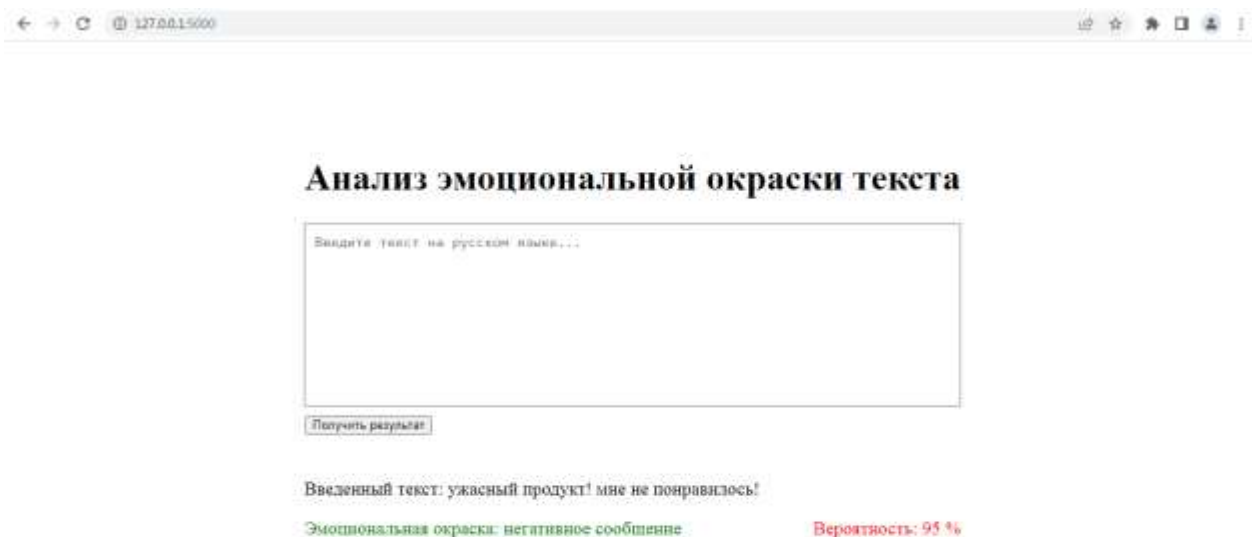 127.0.0.1:5000
Анализ эмоциональной окраски текста
Введите текст на русском языке...
Получить результат
Введенный текст: ужасный продукт! мне не понравилось!
Эмоциональная окраска: негативное сообщение Вероятность: 95 %